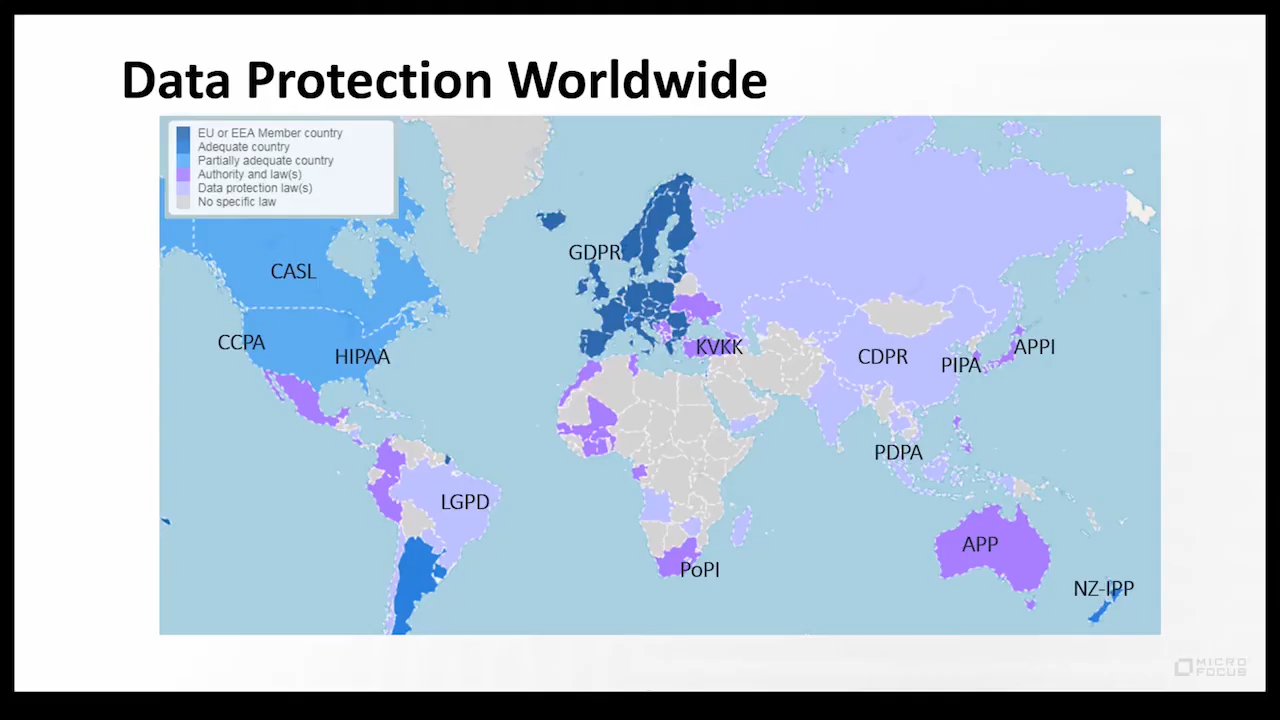 Data Protection Worldwide
EU or EEA Member country
Adequate country
Partially adequate country
Authority and law(s)
Data protection law(s)
No specific law
GDPR
CASL
CCPA
HIPAA
KVKK
CDPR
PIPA
APPI
PDPA
LGPD
APP
PoPI
NZ-IPP
MICRO
FOCUS